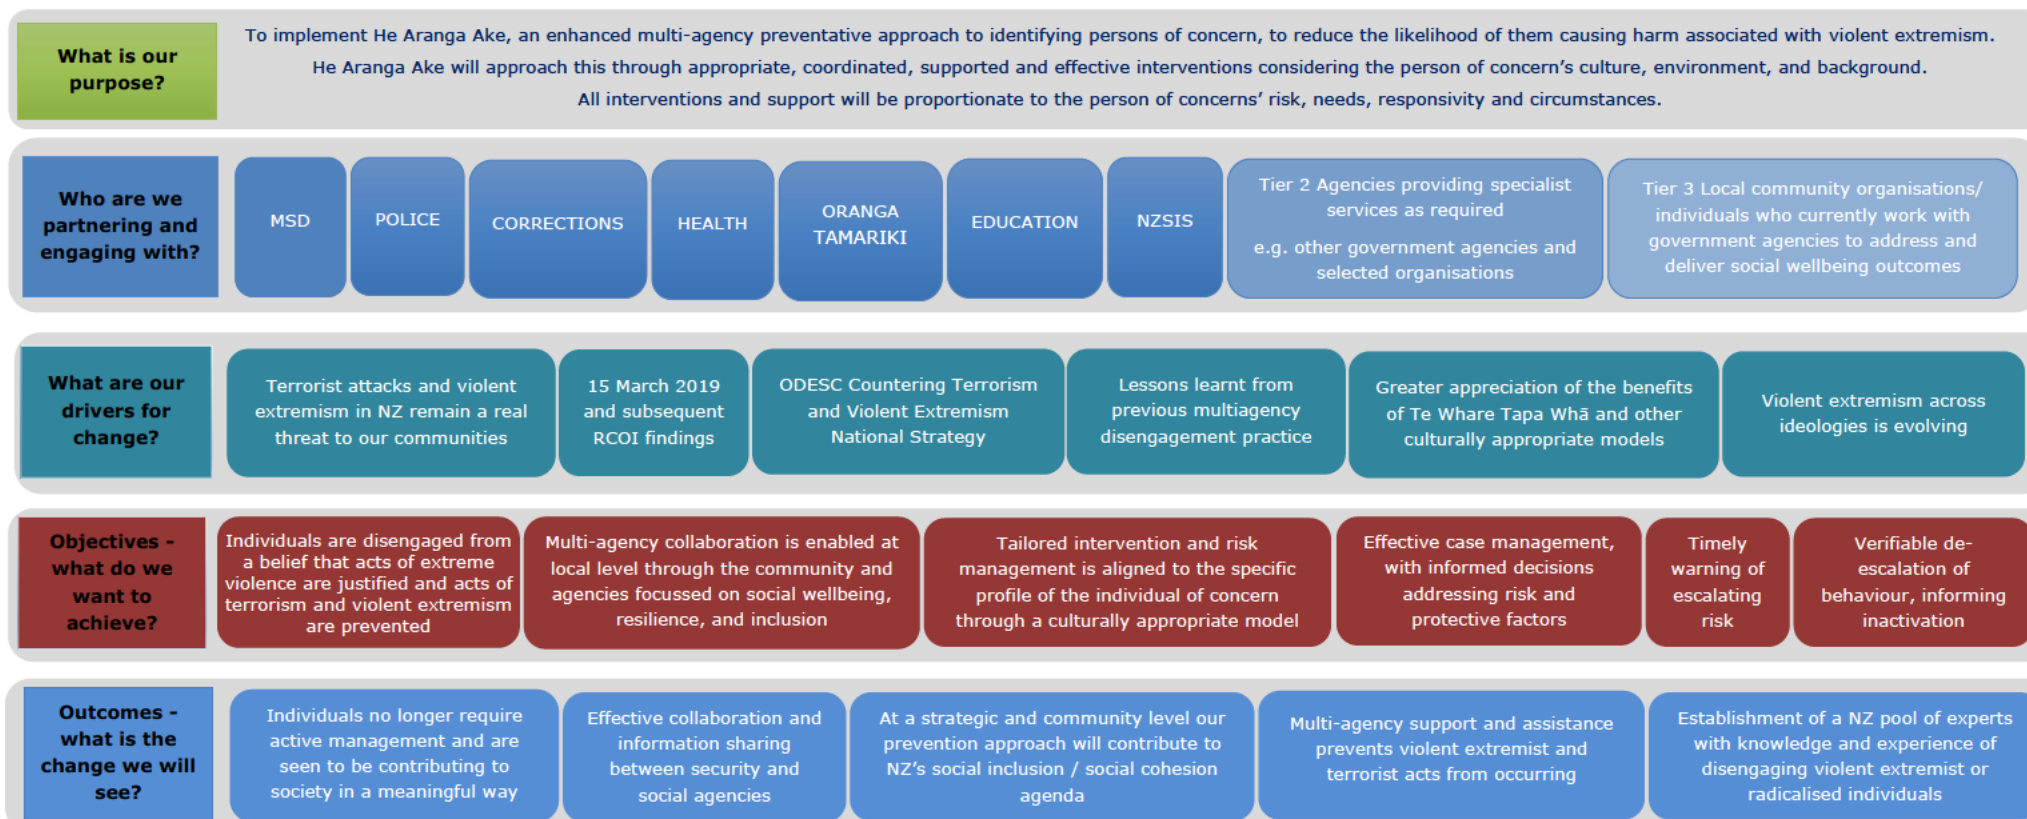 What is our
purpose?
To implement He Aranga Ake, an enhanced multi-agency preventative approach to identifying persons of concern, to reduce the likelihood of them causing harm associated with violent extremism.
He Aranga Ake will approach this through appropriate, coordinated, supported and effective interventions considering the person of concern's culture, environment, and background.
All interventions and support will be proportionate to the person of concerns' risk, needs, responsivity and circumstances.
Who are we
partnering and
engaging with?
MSD
POLICE
CORRECTIONS
HEALTH
ORANGA
TAMARIKI
EDUCATION
NZSIS
Tier 2 Agencies providing specialist
services as required
e.g. other government agencies and
selected organisations
Tier 3 Local community organisations/
individuals who currently work with
government agencies to address and
deliver social wellbeing outcomes
What are our
drivers for
change?
Terrorist attacks and violent
extremism in NZ remain a real
threat to our communities
15 March 2019
and subsequent
RCOI findings
ODESC Countering Terrorism
and Violent Extremism
National Strategy
Lessons learnt from
previous multiagency
disengagement practice
Greater appreciation of the benefits
of Te Whare Tapa Whā and other
culturally appropriate models
Violent extremism across
ideologies is evolving
Objectives –
what do we
want to
achieve?
Individuals are disengaged from
a belief that acts of extreme
violence are justified and acts of
terrorism and violent extremism
are prevented
Multi-agency collaboration is enabled at
local level through the community and
agencies focussed on social wellbeing,
resilience, and inclusion
Tailored intervention and risk
management is aligned to the specific
profile of the individual of concern
through a culturally appropriate model
Effective case management,
with informed decisions
addressing risk and
protective factors
Timely
warning of
escalating
risk
Verifiable de-
escalation of
behaviour, informing
inactivation
Outcomes –
what is the
change we will
see?
Individuals no longer require
active management and are
seen to be contributing to
society in a meaningful way
Effective collaboration and
information sharing
between security and
social agencies
At a strategic and community level our
prevention approach will contribute to
NZ's social inclusion / social cohesion
agenda
Multi-agency support and assistance
prevents violent extremist and
terrorist acts from occurring
Establishment of a NZ pool of experts
with knowledge and experience of
disengaging violent extremist or
radicalised individuals